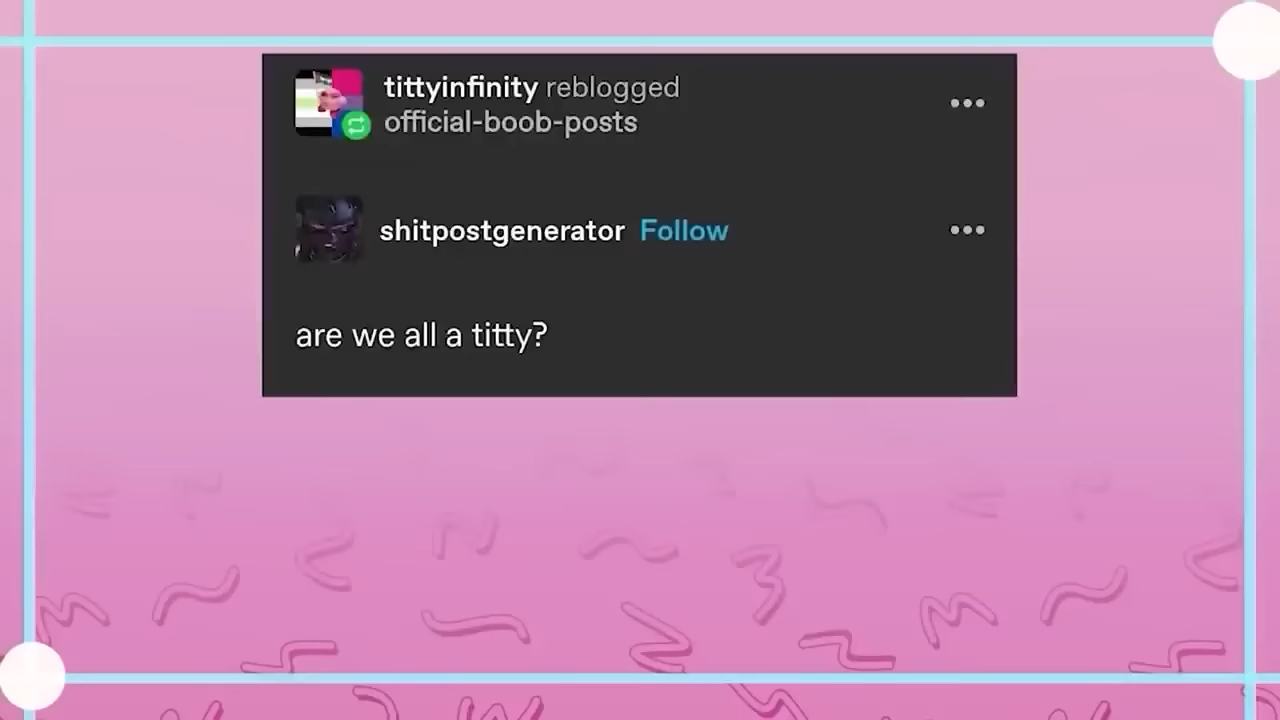 tittyinfinity reblogged
official-boob-posts
shitpostgenerator Follow
are we all a titty?